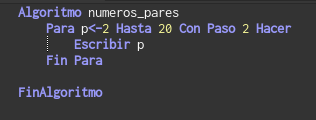 Algoritmo numeros_pares
Para p<-2 Hasta 20 Con Paso 2 Hacer
Escribir p
Fin Para
FinAlgoritmo